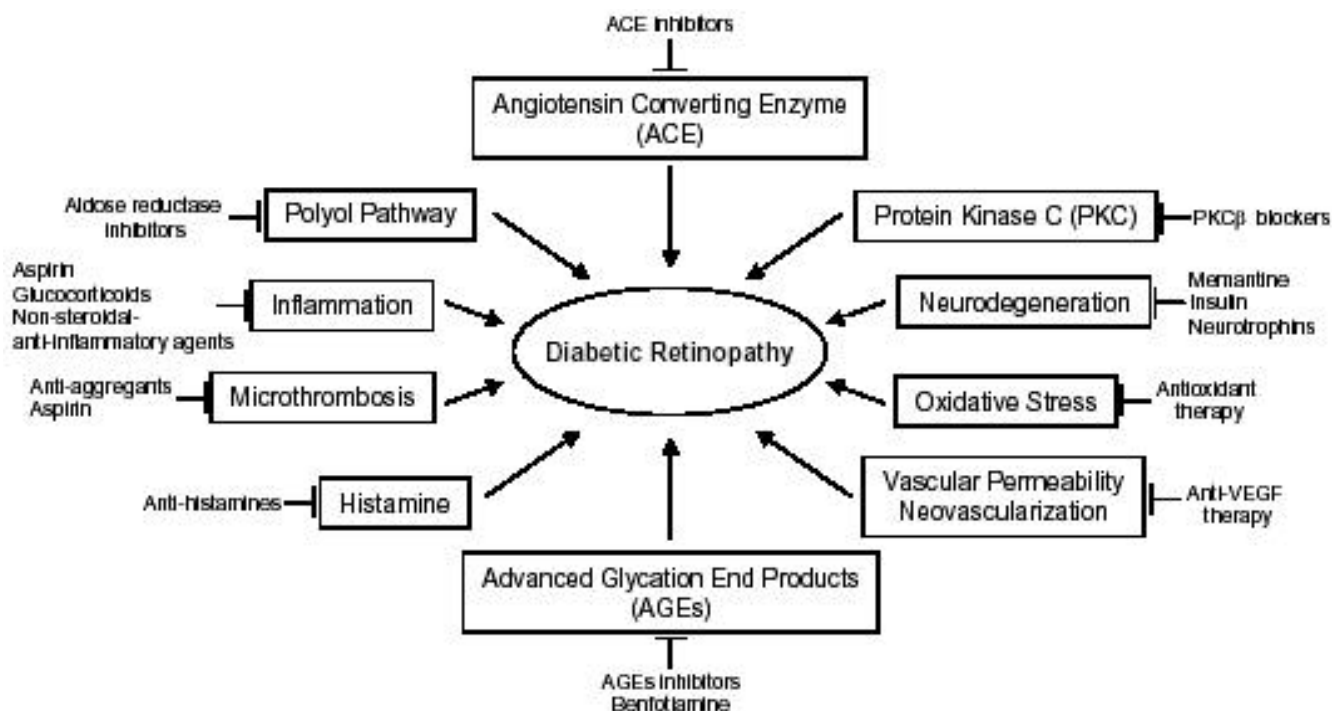 ACE inhibitors
Angiotensin Converting Enzyme
(ACE)
Aldose reductase
inhibitors
Polyol Pathway
Protein Kinase C (PKC)
PKCβ blockers
Aspirin
Glucocorticoids
Non-steroidal-
anti-inflammatory agents
Inflammation
Neurodegeneration
Memantine
Insulin
Neurotrophins
Diabetic Retinopathy
Anti-aggregants
Aspirin
Microthrombosis
Oxidative Stress
Antioxidant
therapy
Anti-histamines
Histamine
Vascular Permeability
Neovascularization
Anti-VEGF
therapy
Advanced Glycation End Products
(AGEs)
AGEs inhibitors
Benfotiamine